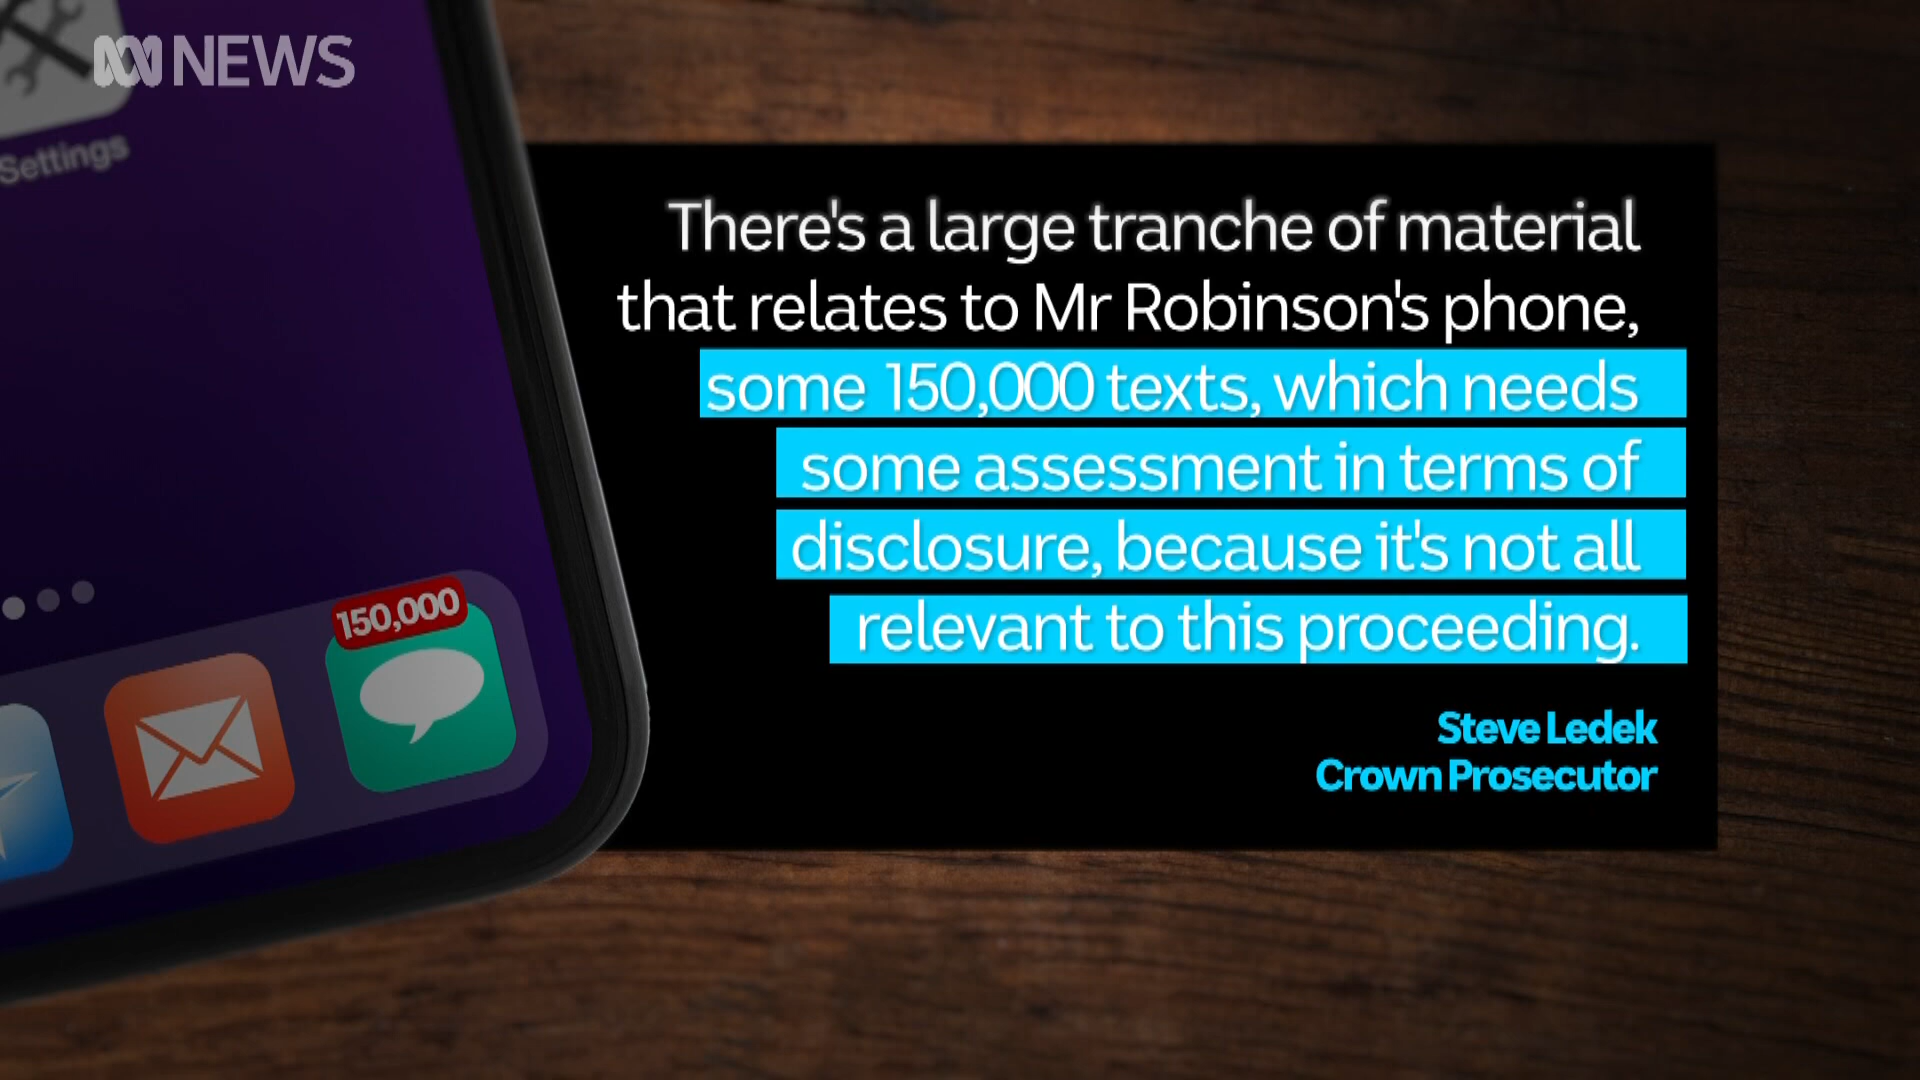 NEWS
Settings
There's a large tranche of material
that relates to Mr Robinson's phone,
some 150,000 texts, which needs
some assessment in terms of
disclosure, because it's not all
relevant to this proceeding.
150,000
Steve Ledek
Crown Prosecutor